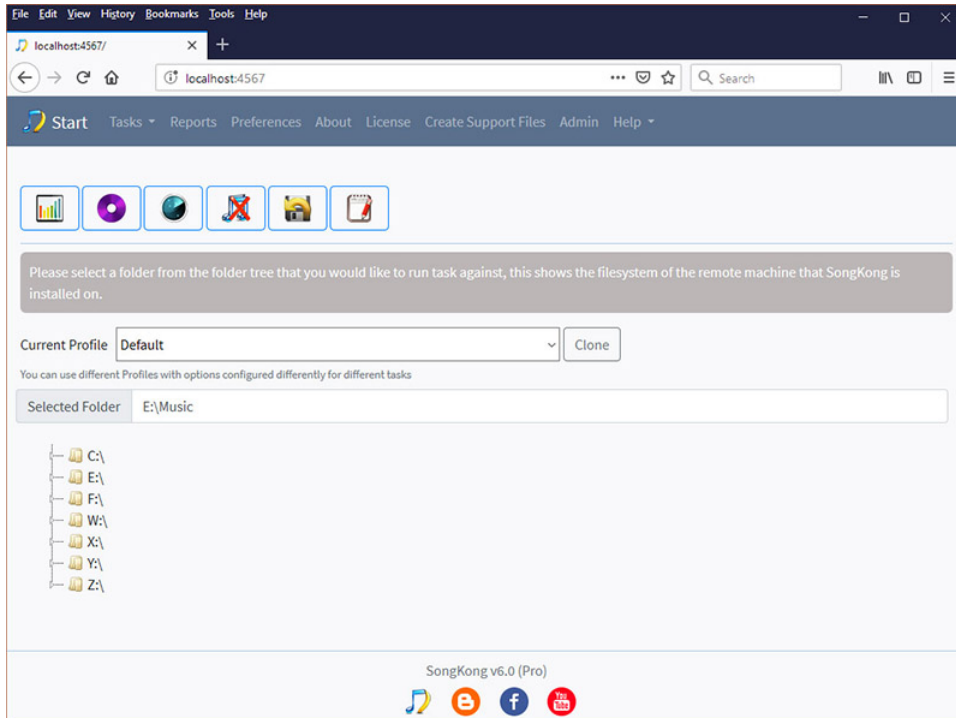 File Edit View History Bookmarks Tools Help
localhost:4567/
localhost:4567
Search
Start Tasks Reports Preferences About License Create Support Files Admin Help
Please select a folder from the folder tree that you would like to run task against, this shows the filesystem of the remote machine that SongKong is
installed on.
Current Profile Default Clone
You can use different Profiles with options configured differently for different tasks
Selected Folder E:\Music
C:\
E:\
F:\
W:\
X:\
Y:\
Z:\
SongKong v6.0 (Pro)
You
Tube